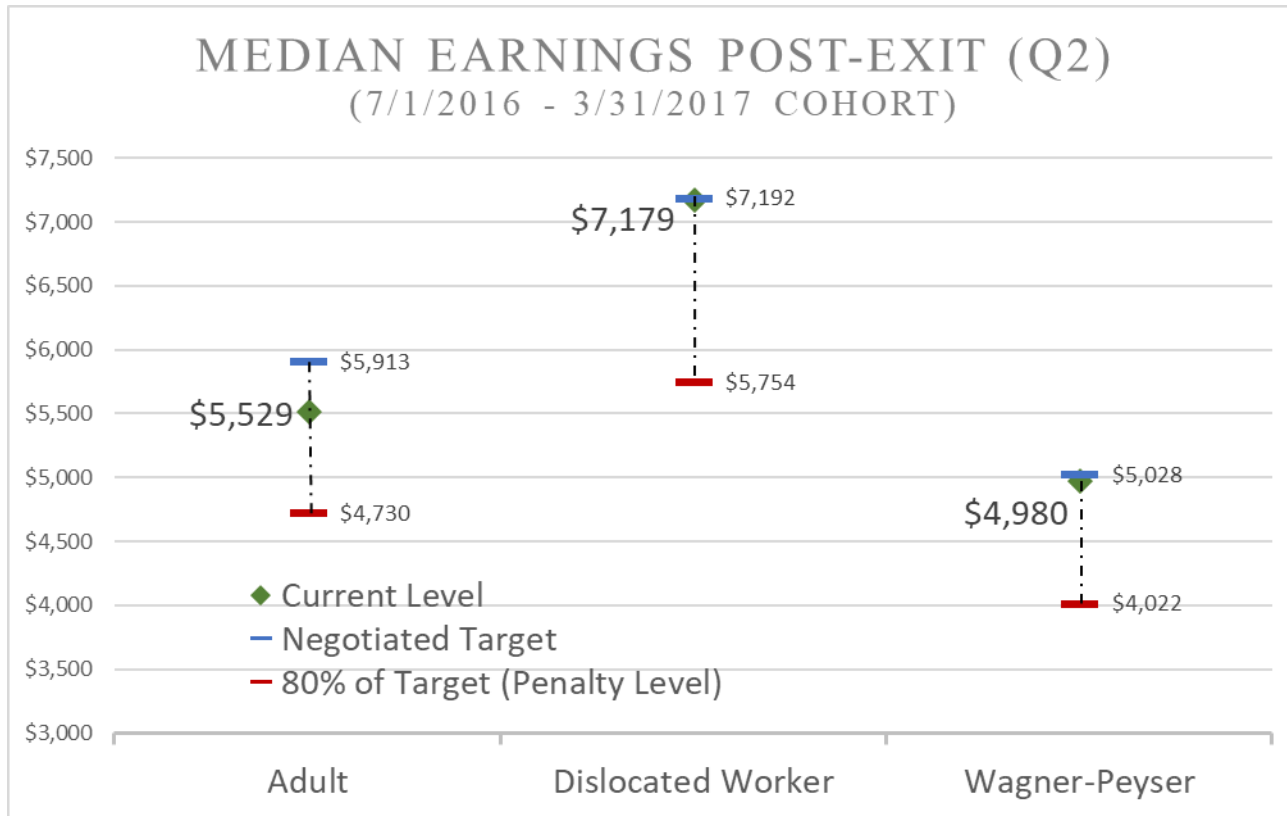 MEDIAN EARNINGS POST-EXIT (Q2)
(7/1/2016 - 3/31/2017 COHORT)
$7,500
$7,000
$6,500
$6,000
$5,500
$5,000
$4,500
$4,000
$3,500
$3,000
$5,913
$5,529
$4,730
$7,192
$7,179
$5,754
$5,028
$4,980
$4,022
Current Level
Negotiated Target
80% of Target (Penalty Level)
Adult
Dislocated Worker
Wagner-Peyser